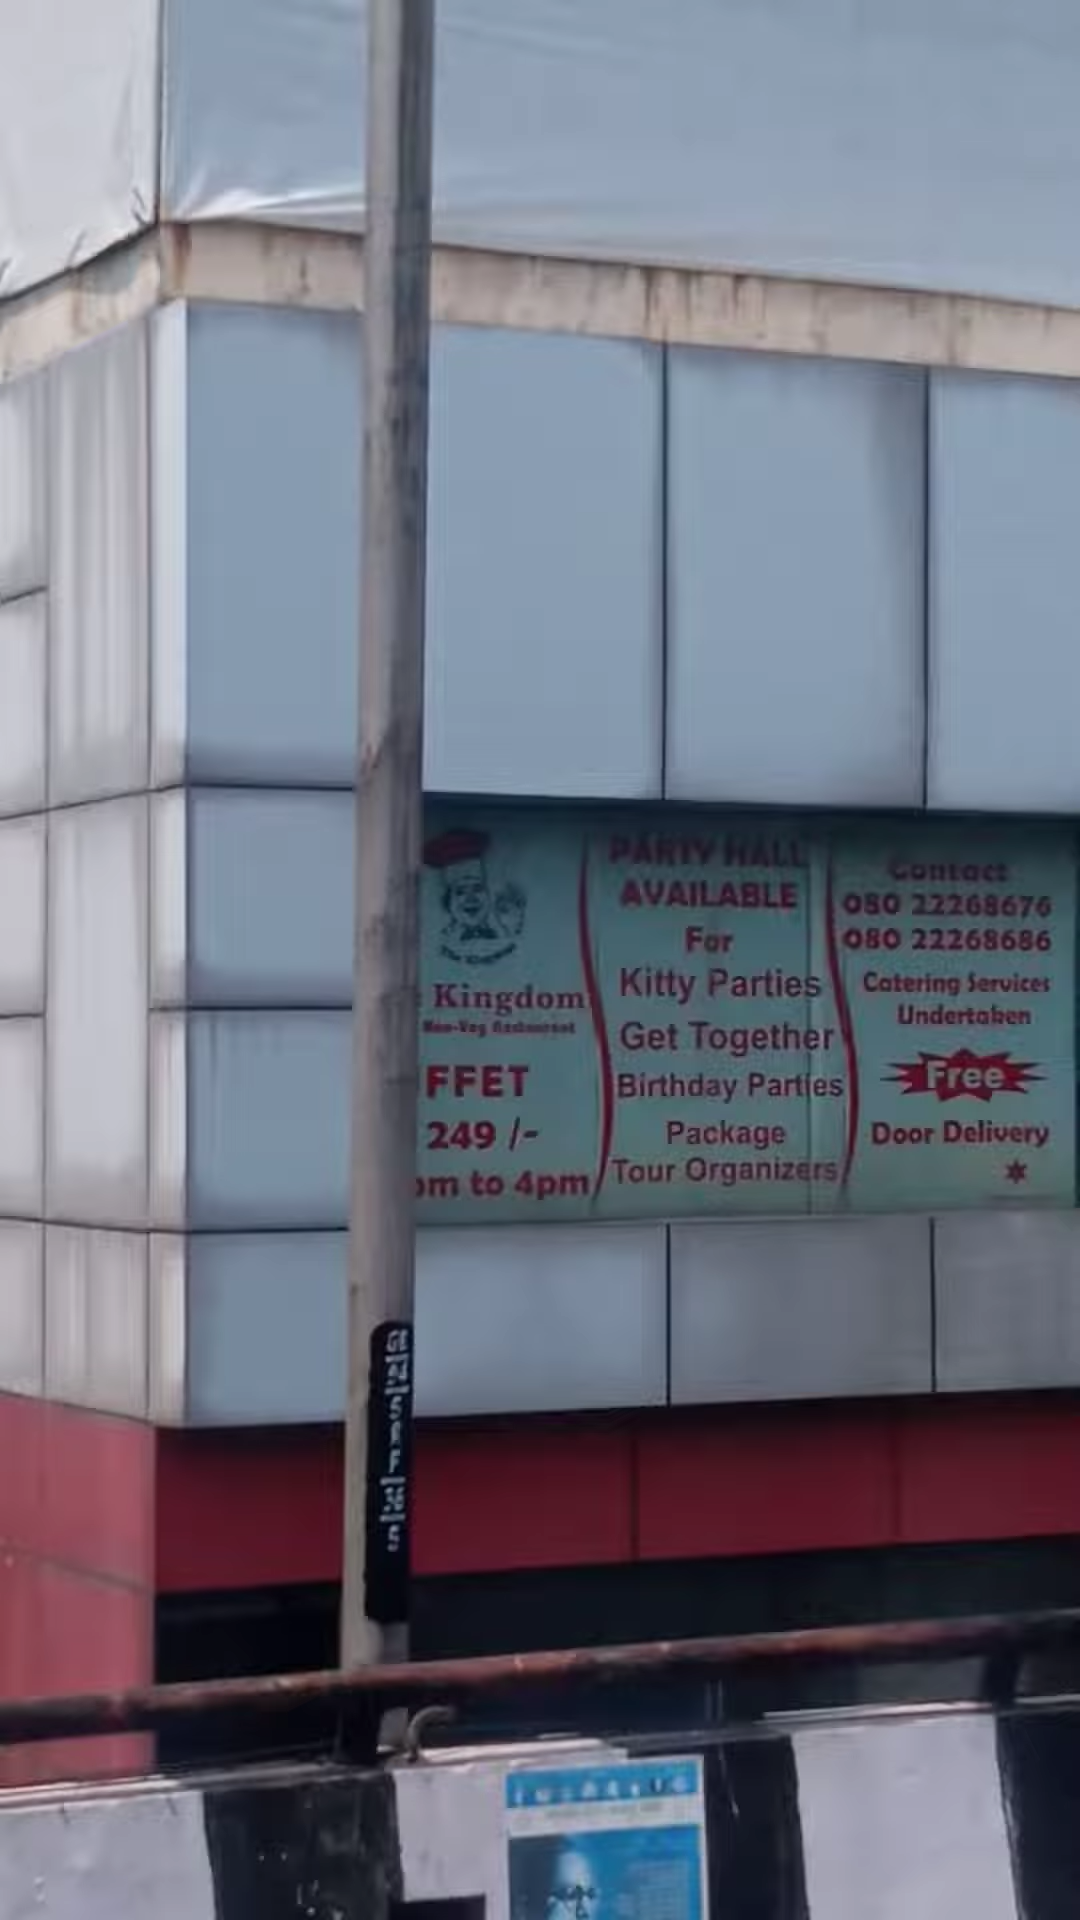 Kingdom
Non-Veg Restaurant
FFET
249 /-
pm to 4pm
PARTY HALL
AVAILABLE
For
Kitty Parties
Get Together
Birthday Parties
Package
Tour Organizers
Contact
080 22268676
080 22268686
Catering Services
Undertaken
Free
Door Delivery